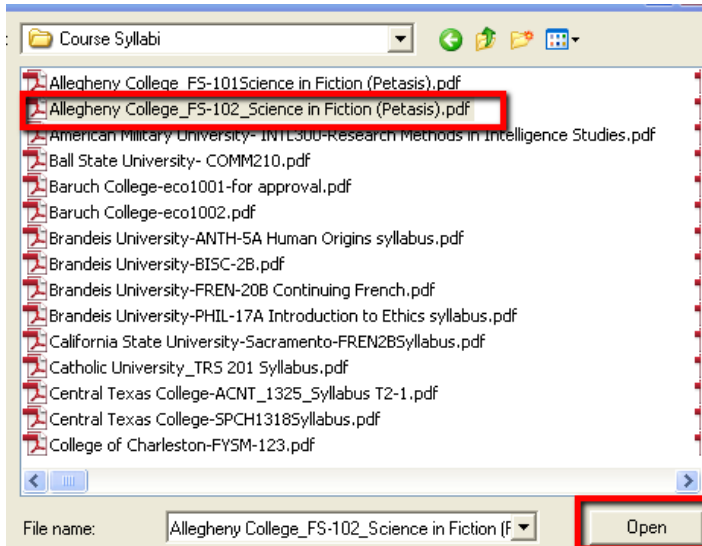 : Course Syllabi
Allegheny College_FS-101Science in Fiction (Petasis).pdf
Allegheny College_FS-102_Science in Fiction (Petasis).pdf
American Military University- INTL300-Research Methods in Intelligence Studies.pdf
Ball State University- COMM210.pdf
Baruch College-eco1001-for approval.pdf
Baruch College-eco1002.pdf
Brandeis University-ANTH-5A Human Origins syllabus.pdf
Brandeis University-BISC-2B.pdf
Brandeis University-FREN-20B Continuing French.pdf
Brandeis University-PHIL-17A Introduction to Ethics syllabus.pdf
California State University-Sacramento-FREN2BSyllabus.pdf
Catholic University_TRS 201 Syllabus.pdf
Central Texas College-ACNT_1325_Syllabus T2-1.pdf
Central Texas College-SPCH1318Syllabus.pdf
College of Charleston-FYSM-123.pdf
File name: Allegheny College_FS-102_Science in Fiction (F Open